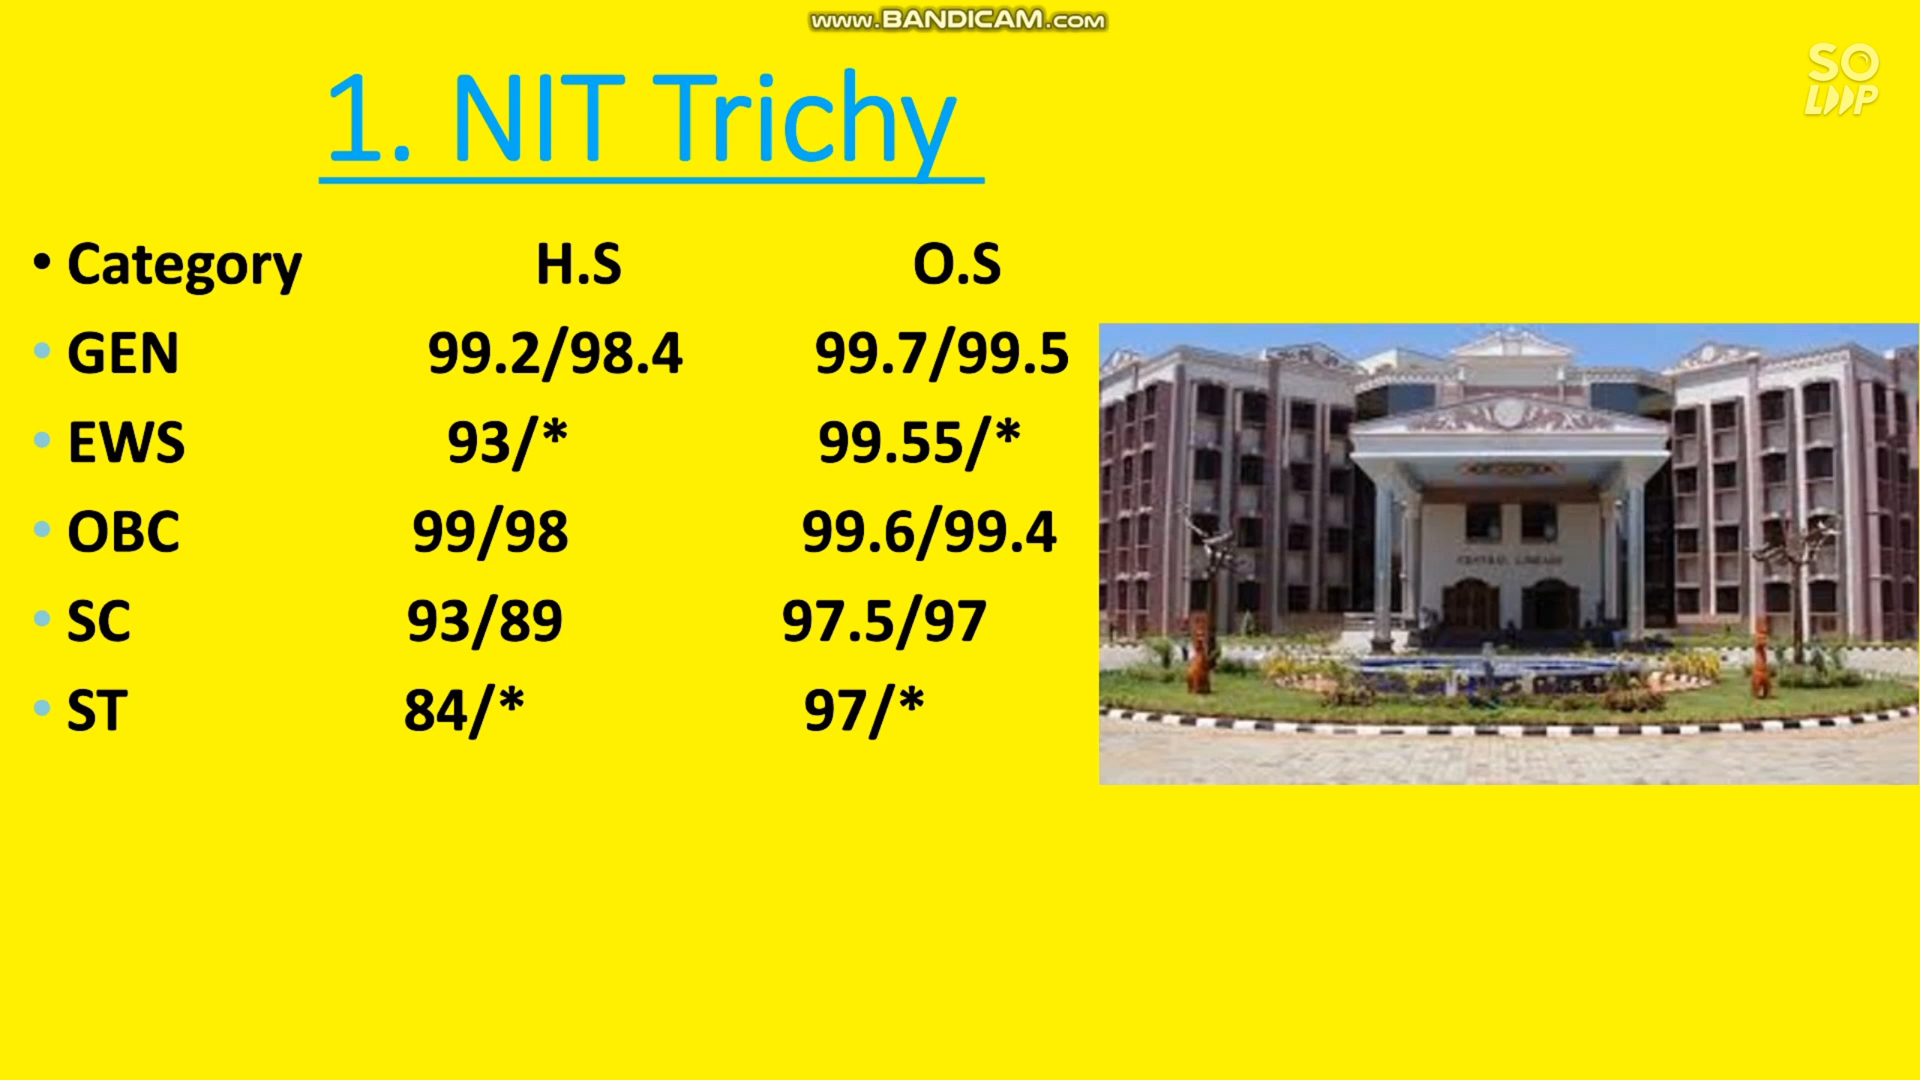 www.BANDICAM.com
SO
LOOP
1. NIT Trichy
• Category H.S O.S
• GEN 99.2/98.4 99.7/99.5
• EWS 93/* 99.55/*
• OBC 99/98 99.6/99.4
• SC 93/89 97.5/97
• ST 84/* 97/*
CENTRAL LIBRARY